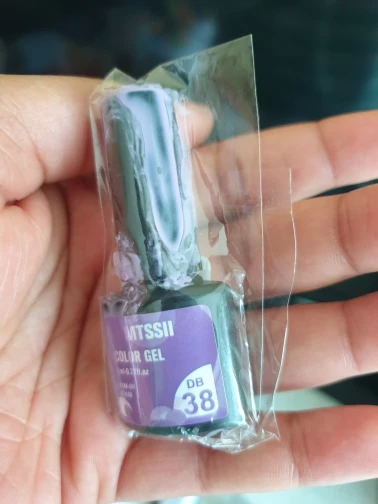 MTSSII
COLOR GEL
DB
38